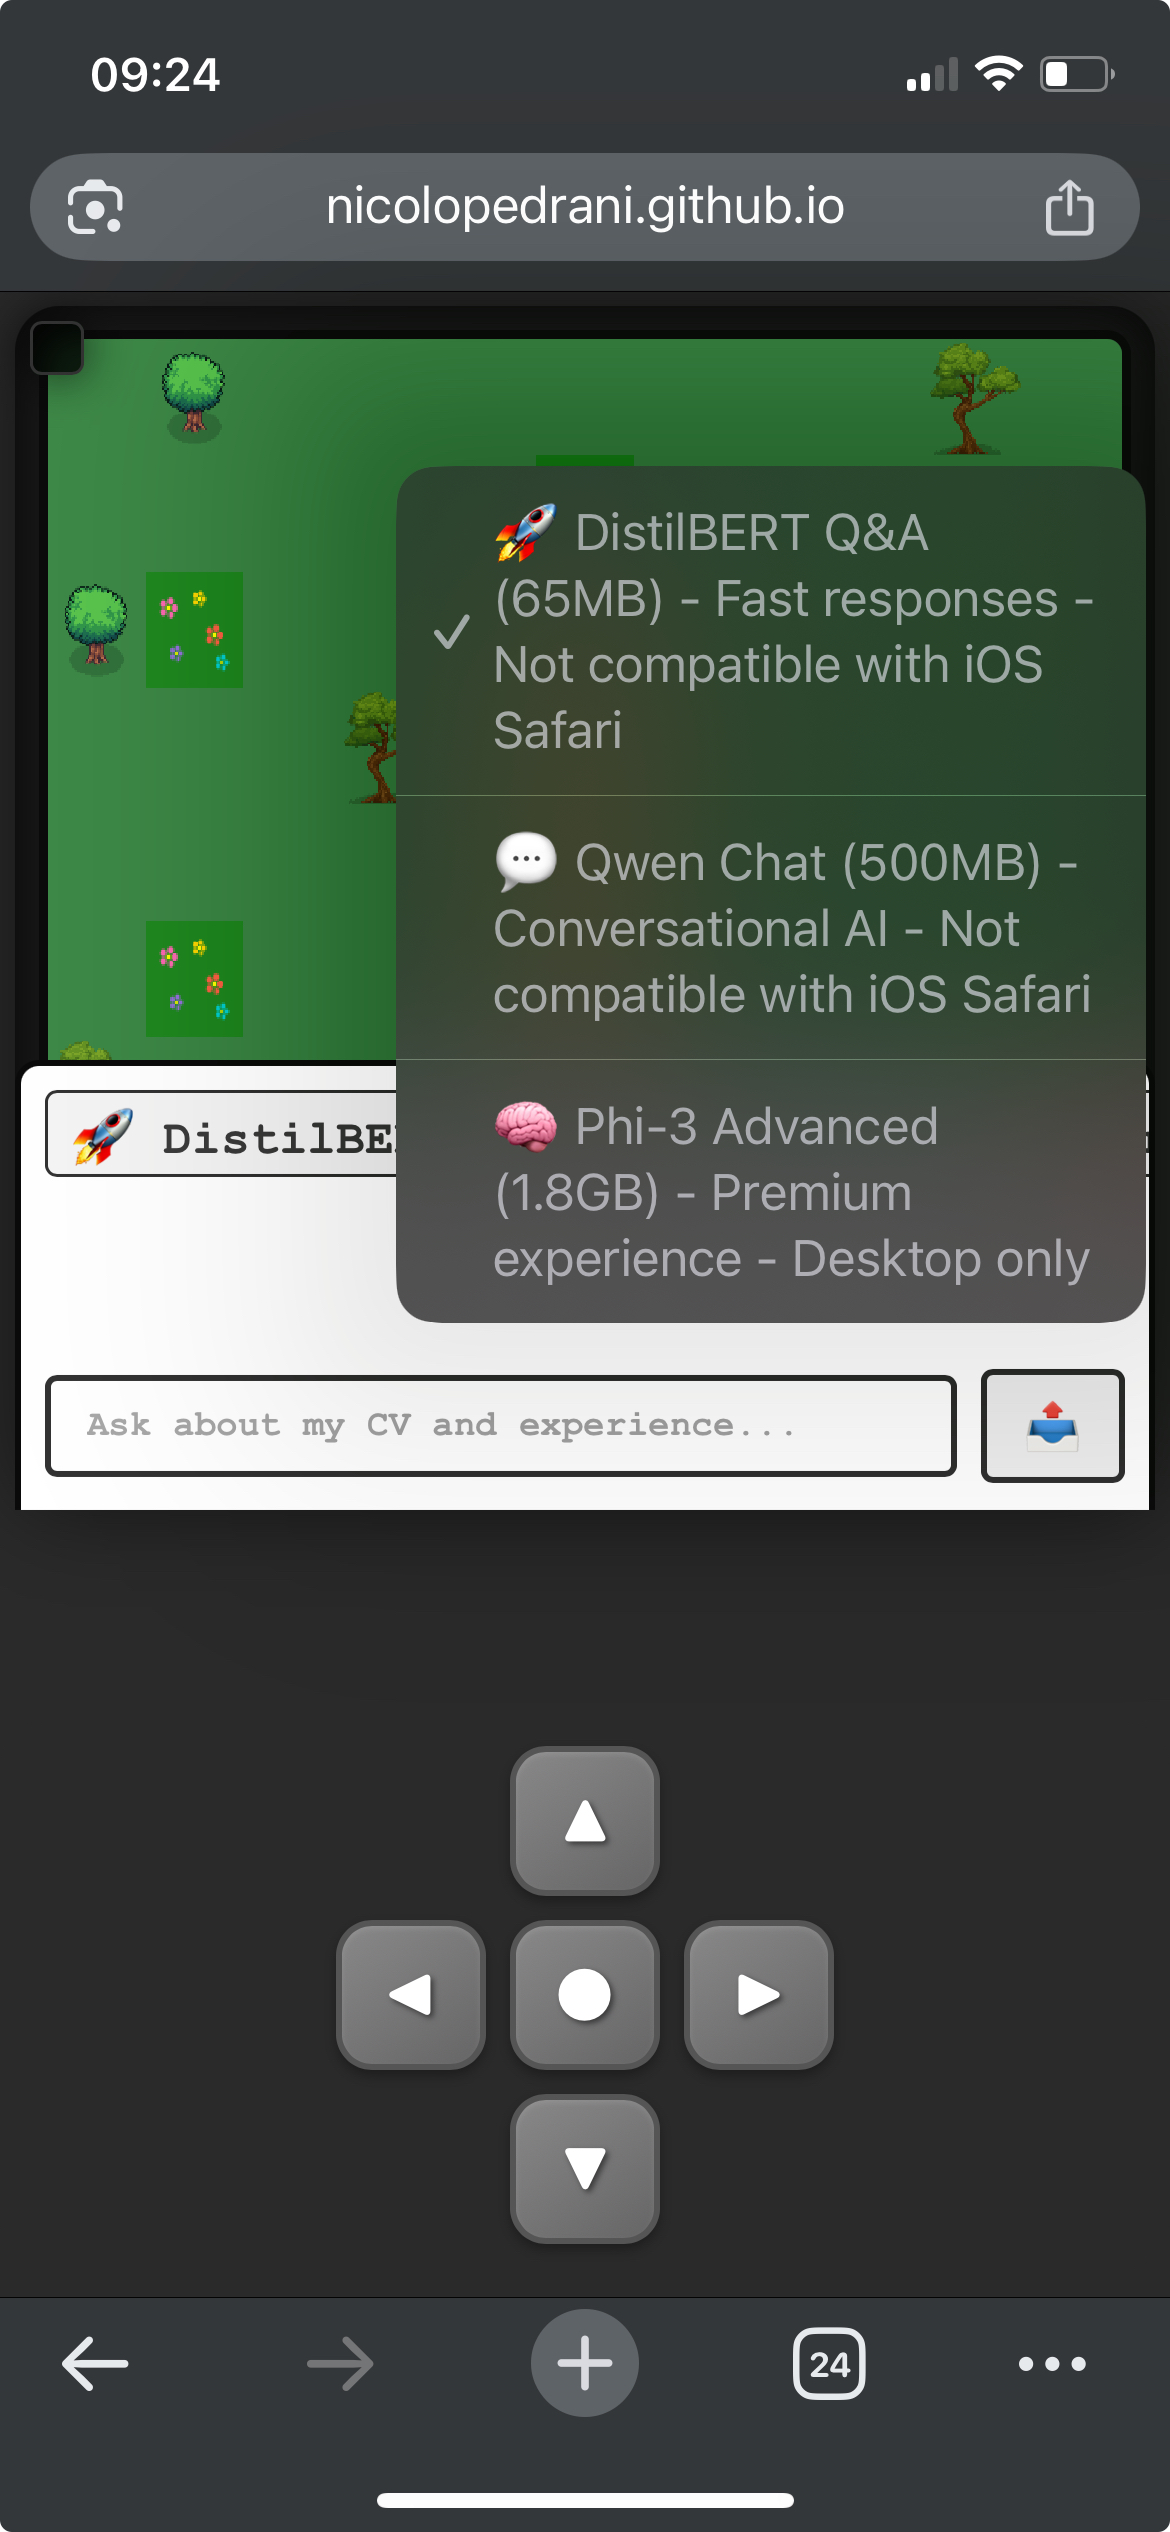 09:24
nicolopedrani.github.io
🚀 DistilBERT Q&A
(65MB) - Fast responses -
Not compatible with iOS
Safari
💬 Qwen Chat (500MB) -
Conversational AI - Not
compatible with iOS Safari
🧠 Phi-3 Advanced
(1.8GB) - Premium
experience - Desktop only
🚀 DistilBE
Ask about my CV and experience...
24